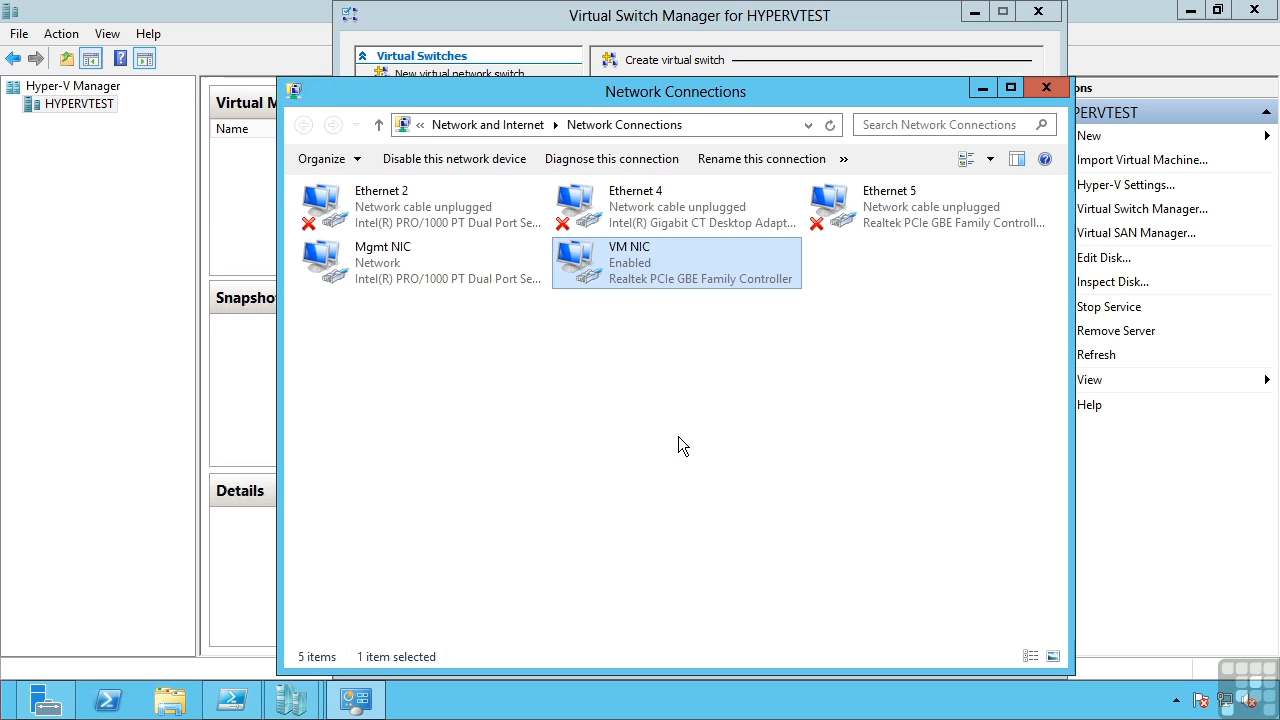 Virtual Switch Manager for HYPERVTEST
File Action View Help
Virtual Switches
New virtual network switch
Create virtual switch
Hyper-V Manager
HYPERVTEST
Virtual M
Name
Snapsho
Details
Network Connections
« Network and Internet Network Connections
Search Network Connections
Organize Disable this network device Diagnose this connection Rename this connection »
Ethernet 2
Network cable unplugged
Intel(R) PRO/1000 PT Dual Port Se...
Ethernet 4
Network cable unplugged
Intel(R) Gigabit CT Desktop Adapt...
Ethernet 5
Network cable unplugged
Realtek PCIe GBE Family Controll...
Mgmt NIC
Network
Intel(R) PRO/1000 PT Dual Port Se...
VM NIC
Enabled
Realtek PCIe GBE Family Controller
5 items 1 item selected
ons
PERVTEST
New
Import Virtual Machine...
Hyper-V Settings...
Virtual Switch Manager...
Virtual SAN Manager...
Edit Disk...
Inspect Disk...
Stop Service
Remove Server
Refresh
View
Help